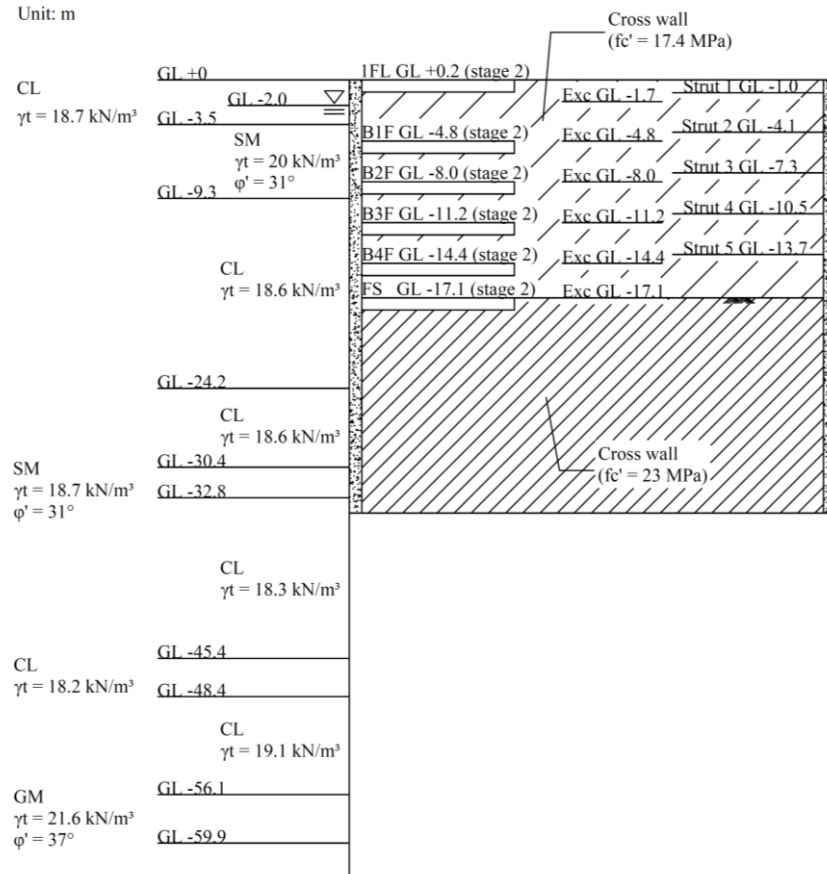 Unit: m
Cross wall
(fc' = 17.4 MPa)
GL +0
1FL GL +0.2 (stage 2)
Strut 1 GL -1.0
CL
γt = 18.7 kN/m³
GL -2.0
Exc GL -1.7
GL -3.5
SM
γt = 20 kN/m³
φ' = 31°
B1F GL -4.8 (stage 2)
Exc GL -4.8
Strut 2 GL -4.1
B2F GL -8.0 (stage 2)
Exc GL -8.0
Strut 3 GL -7.3
GL -9.3
B3F GL -11.2 (stage 2)
Exc GL -11.2
Strut 4 GL -10.5
CL
γt = 18.6 kN/m³
B4F GL -14.4 (stage 2)
Exc GL -14.4
Strut 5 GL -13.7
FS GL -17.1 (stage 2)
Exc GL -17.1
GL -24.2
CL
γt = 18.6 kN/m³
Cross wall
(fc' = 23 MPa)
GL -30.4
SM
γt = 18.7 kN/m³
φ' = 31°
GL -32.8
CL
γt = 18.3 kN/m³
GL -45.4
CL
γt = 18.2 kN/m³
GL -48.4
CL
γt = 19.1 kN/m³
GL -56.1
GM
γt = 21.6 kN/m³
φ' = 37°
GL -59.9